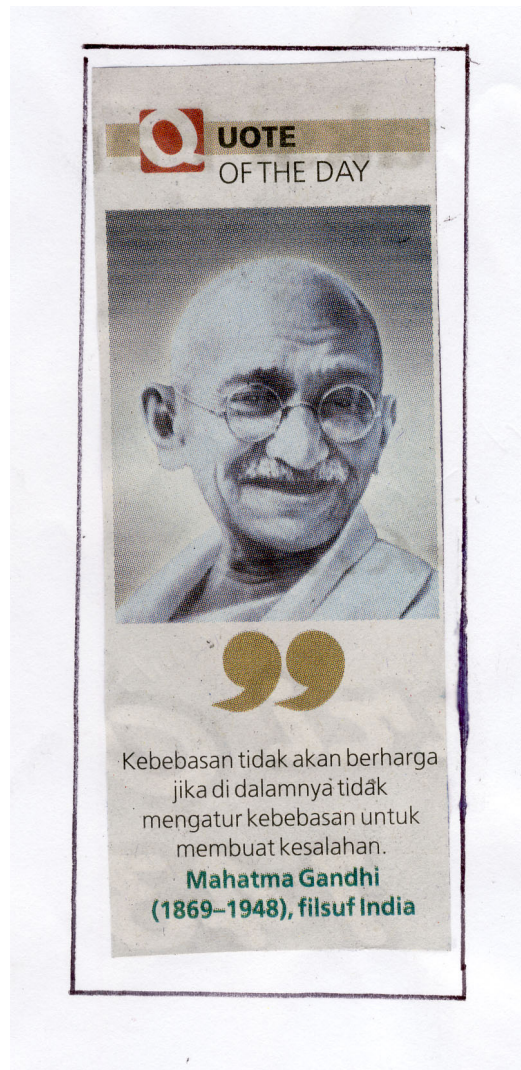 QUOTE
OF THE DAY
Kebebasan tidak akan berharga
jika di dalamnya tidak
mengatur kebebasan untuk
membuat kesalahan.
Mahatma Gandhi
(1869–1948), filsuf India